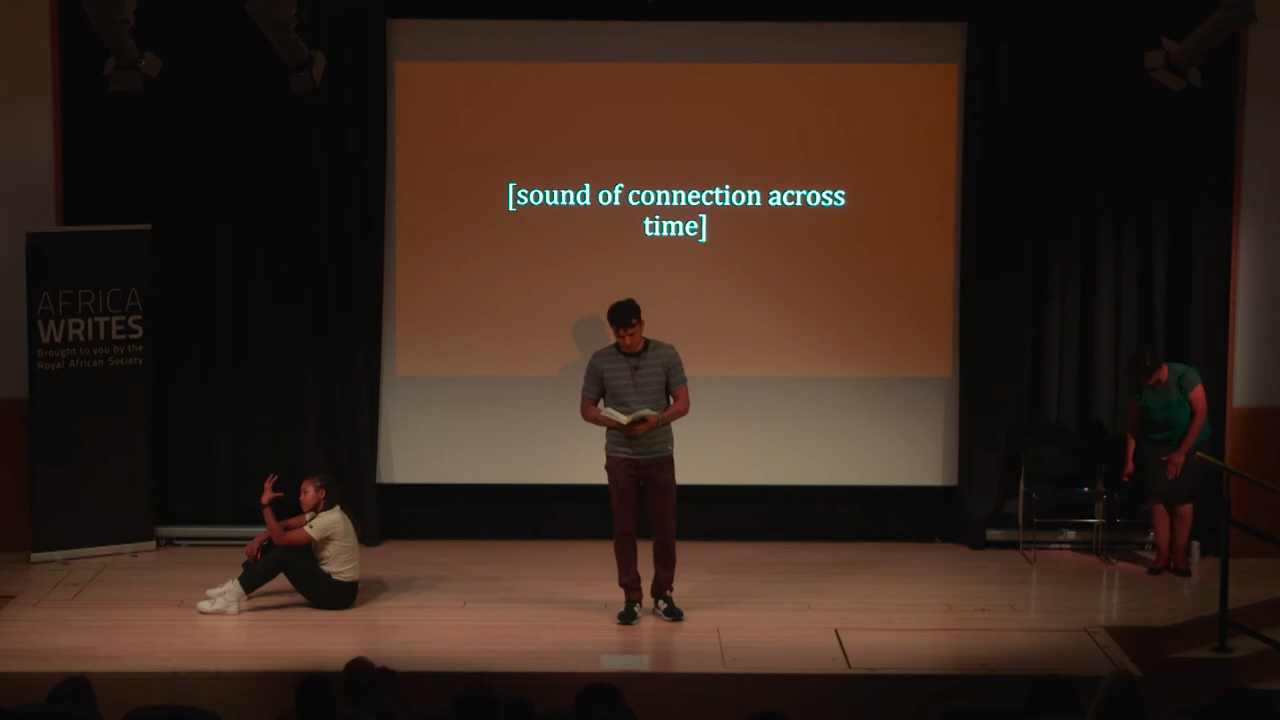 [sound of connection across
time]
AFRICA
WRITES
Brought to you by the
Royal African Society